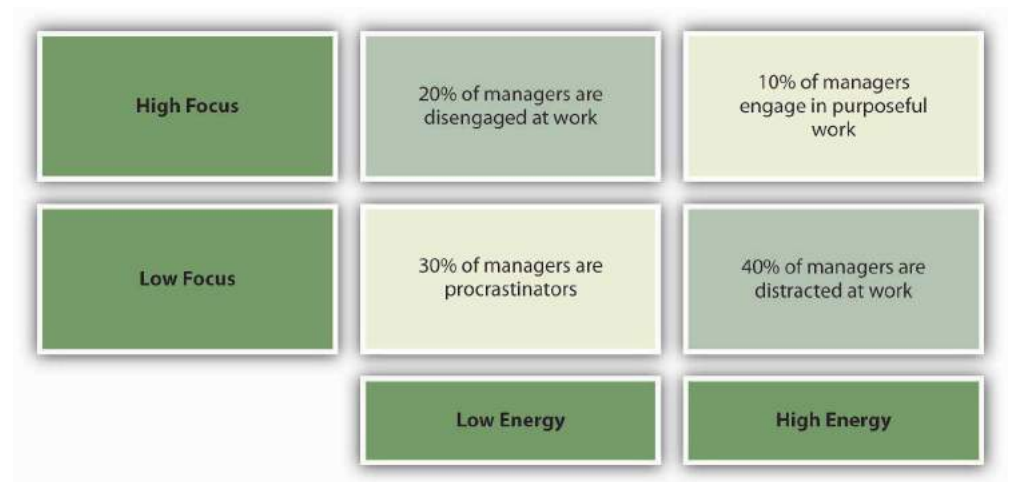 High Focus
20% of managers are
disengaged at work
10% of managers
engage in purposeful
work
Low Focus
30% of managers are
procrastinators
40% of managers are
distracted at work
Low Energy
High Energy